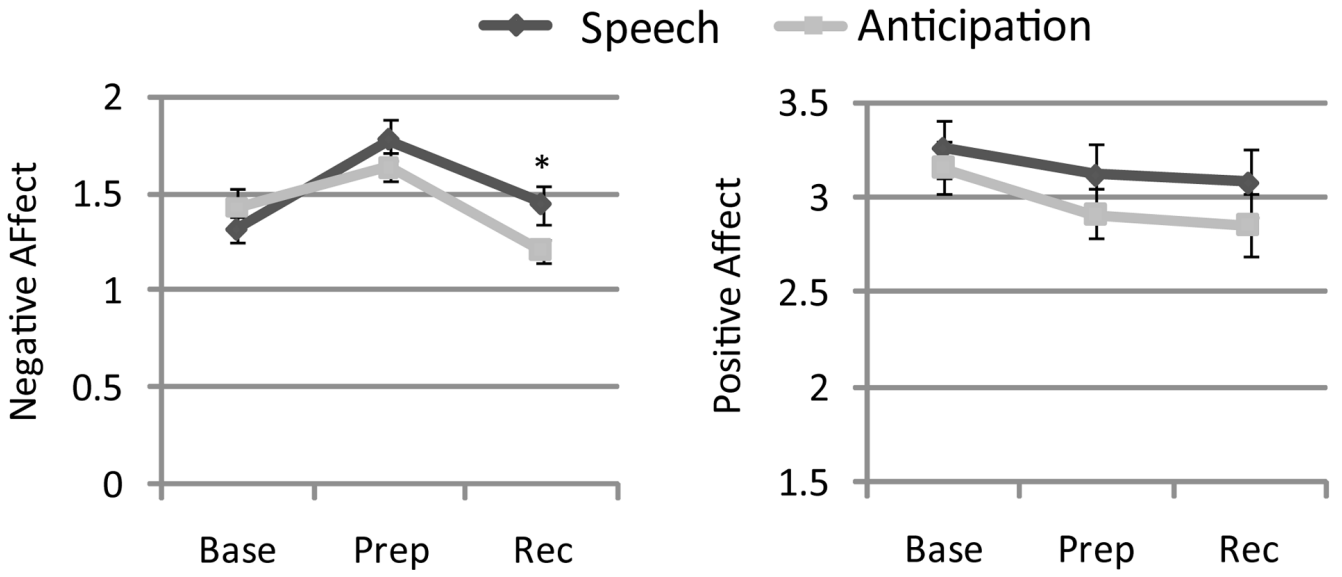 Speech Anticipation
Negative AFfect
2
1.5
1
0.5
0
*
Base Prep Rec
Positive Affect
3.5
3
2.5
2
1.5
Base Prep Rec